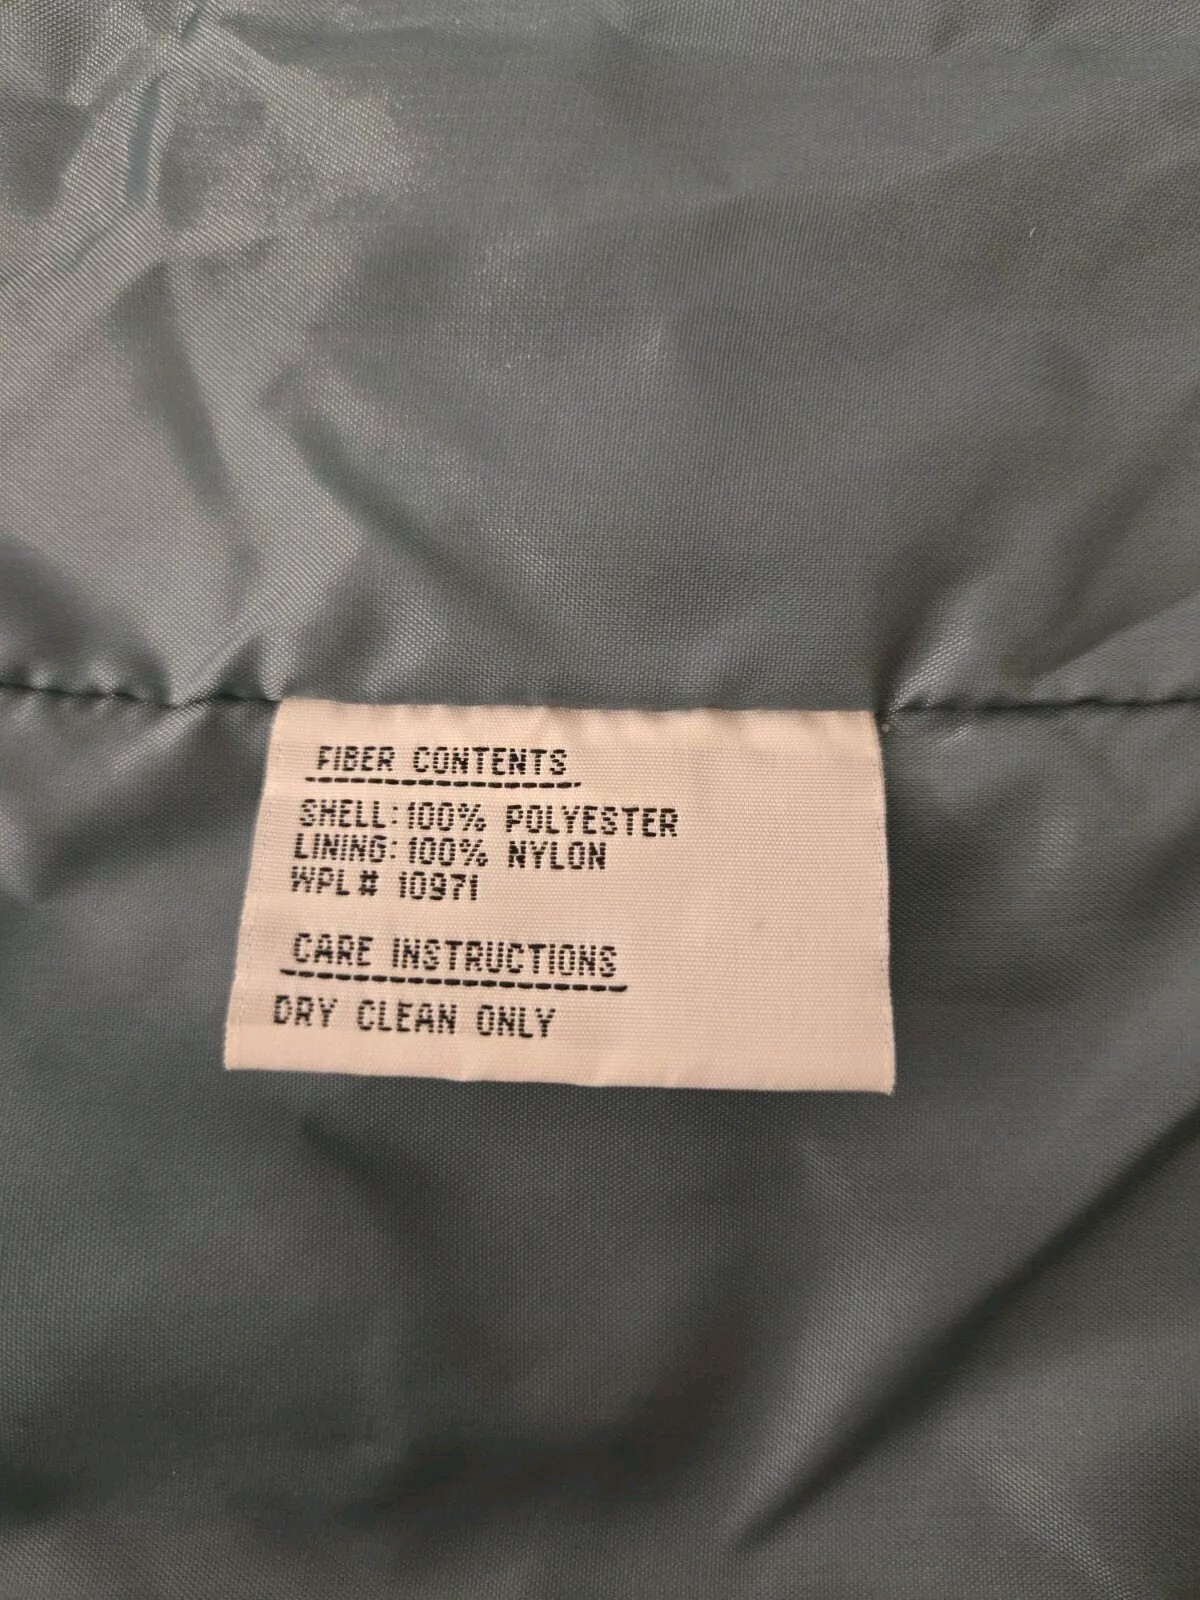 FIBER CONTENTS
SHELL: 100% POLYESTER
LINING: 100% NYLON
WPL# 10971
CARE INSTRUCTIONS
DRY CLEAN ONLY